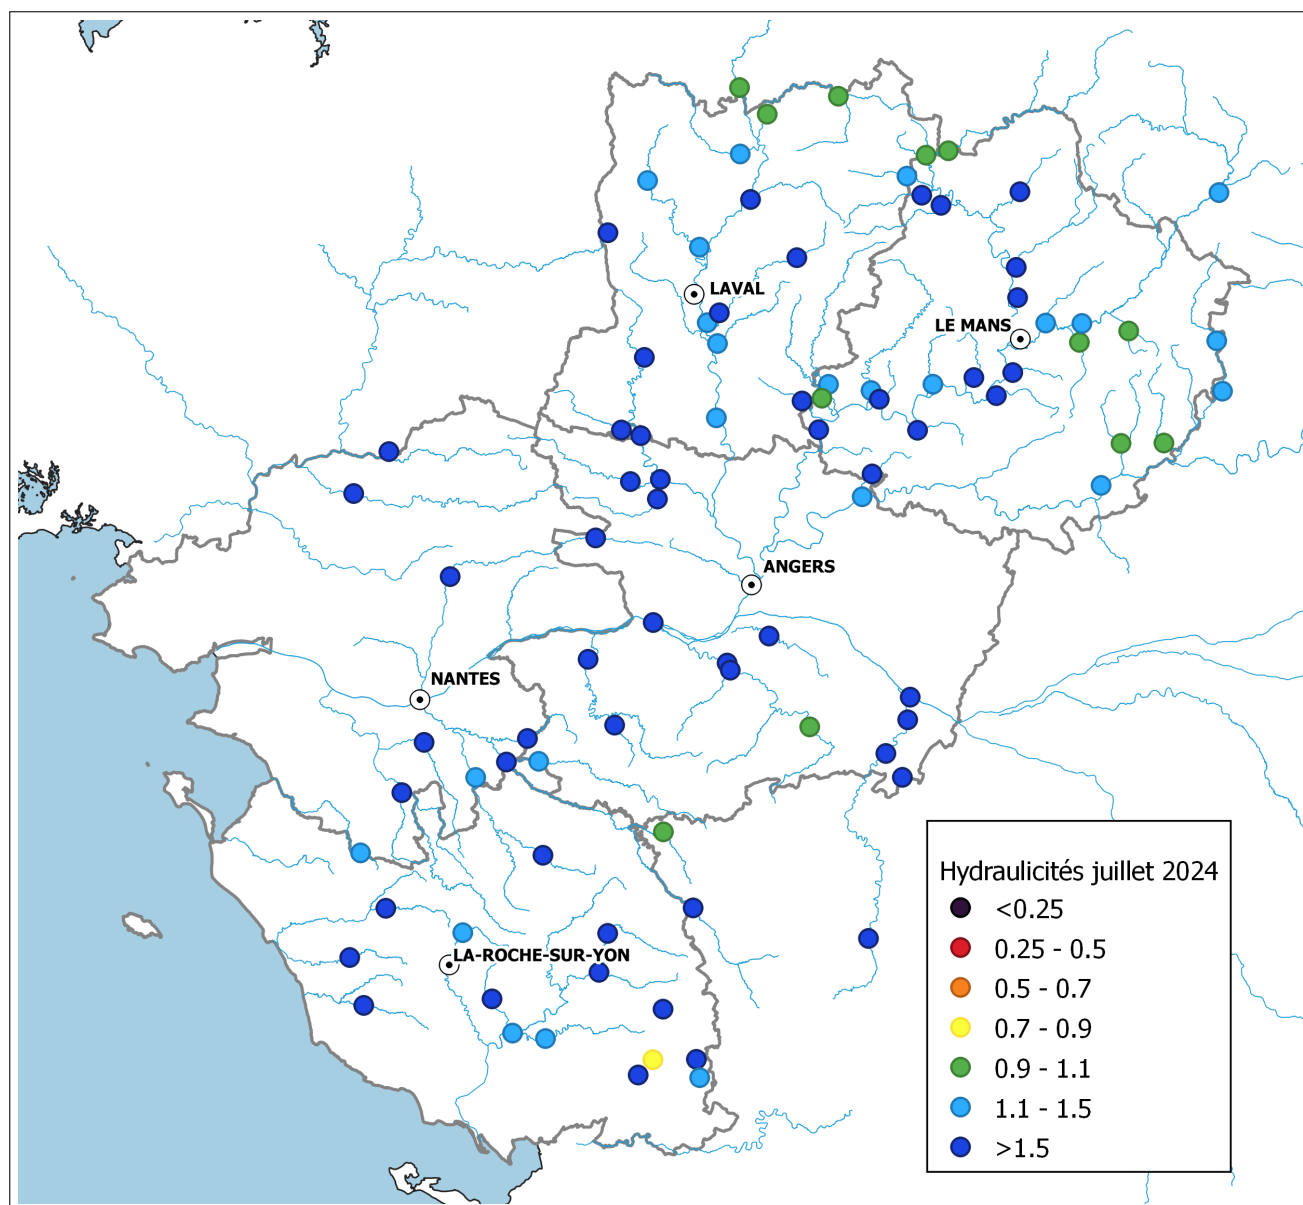 LAVAL
LE MANS
ANGERS
NANTES
LA-ROCHE-SUR-YON
Hydraulicités juillet 2024
<0.25
0.25 - 0.5
0.5 - 0.7
0.7 - 0.9
0.9 - 1.1
1.1 - 1.5
>1.5